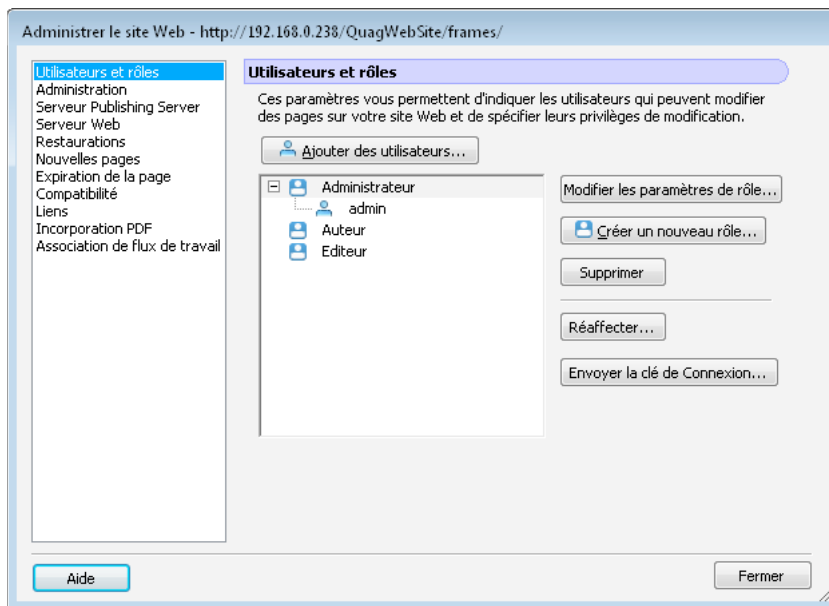 Administrer le site Web - http://192.168.0.238/QuagWebSite/frames/
Utilisateurs et rôles
Administration
Serveur Publishing Server
Serveur Web
Restaurations
Nouvelles pages
Expiration de la page
Compatibilité
Liens
Incorporation PDF
Association de flux de travail
Utilisateurs et rôles
Ces paramètres vous permettent d'indiquer les utilisateurs qui peuvent modifier
des pages sur votre site Web et de spécifier leurs privilèges de modification.
Ajouter des utilisateurs...
Administrateur
admin
Auteur
Editeur
Modifier les paramètres de rôle...
Créer un nouveau rôle...
Supprimer
Réaffecter...
Envoyer la clé de Connexion...
Aide
Fermer